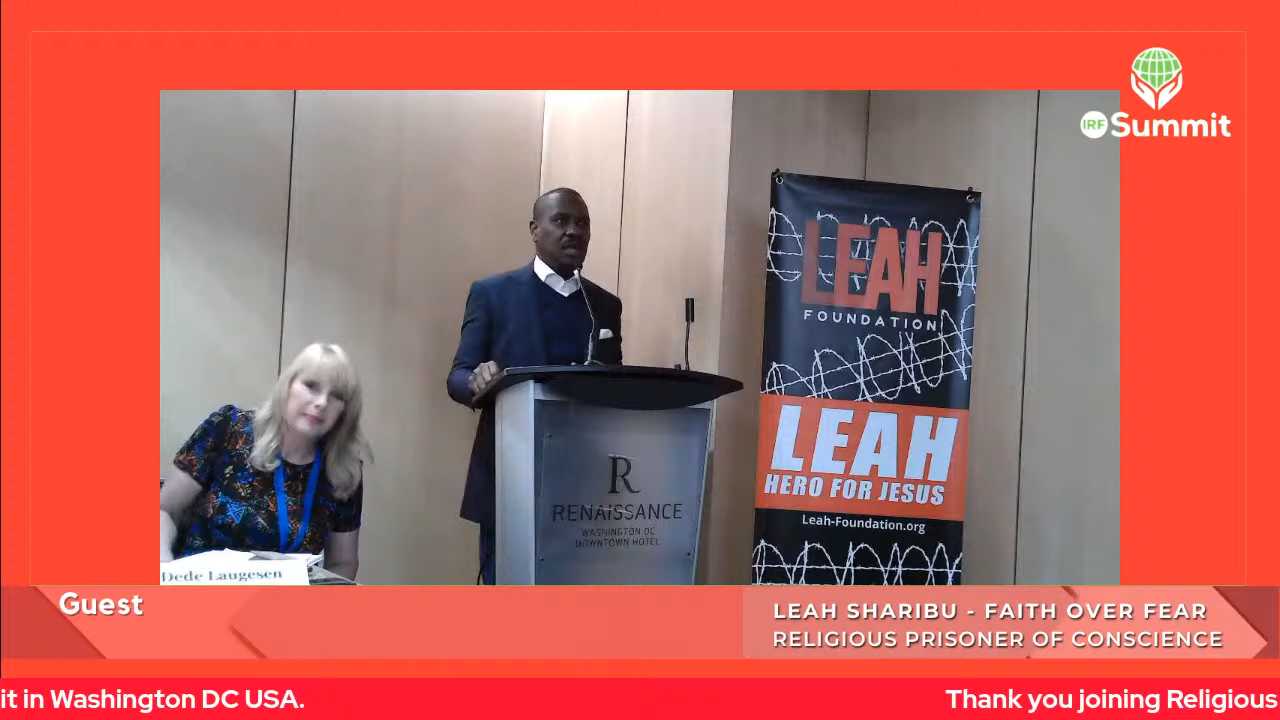 IRF Summit
LEAH
FOUNDATION
LEAH
HERO FOR JESUS
Leah-Foundation.org
R
RENAISSANCE
WASHINGTON DC
DOWNTOWN HOTEL
Dede Laugesen
Guest
LEAH SHARIBU - FAITH OVER FEAR
RELIGIOUS PRISONER OF CONSCIENCE
it in Washington DC USA. Thank you joining Religious